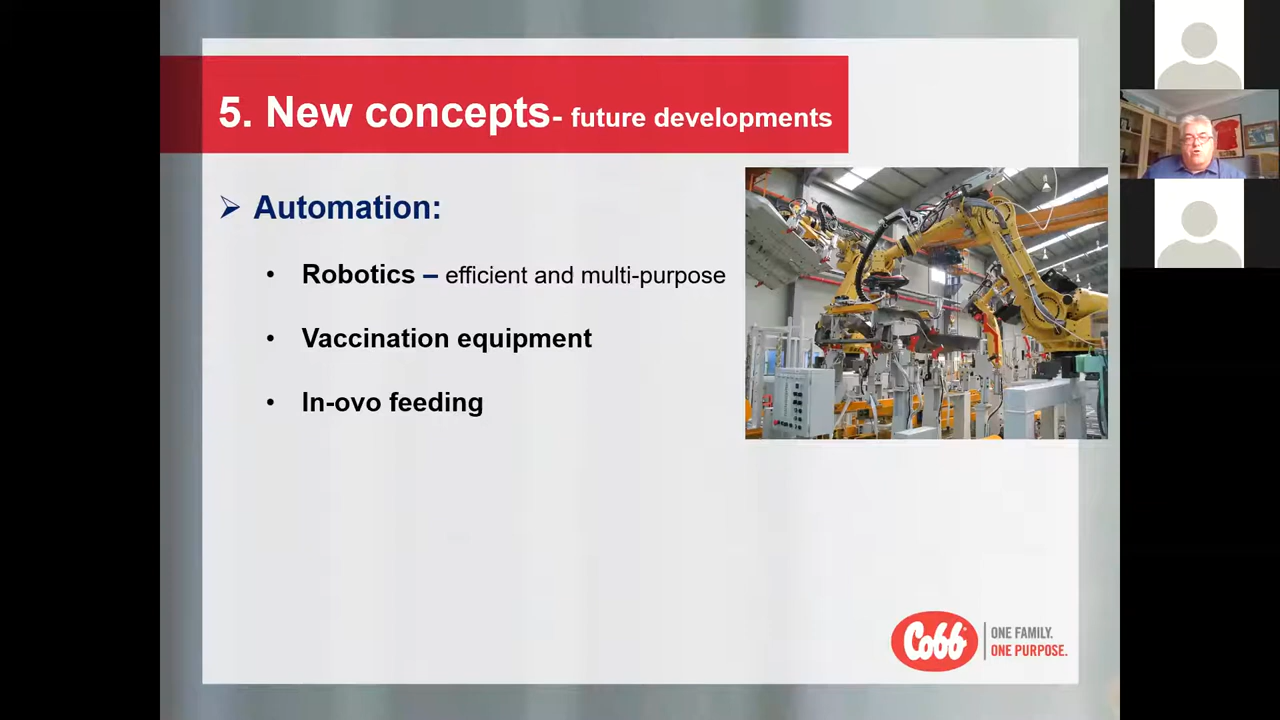 5. New concepts- future developments
➢ Automation:
• Robotics – efficient and multi-purpose
• Vaccination equipment
• In-ovo feeding
Cobb
ONE FAMILY.
ONE PURPOSE.